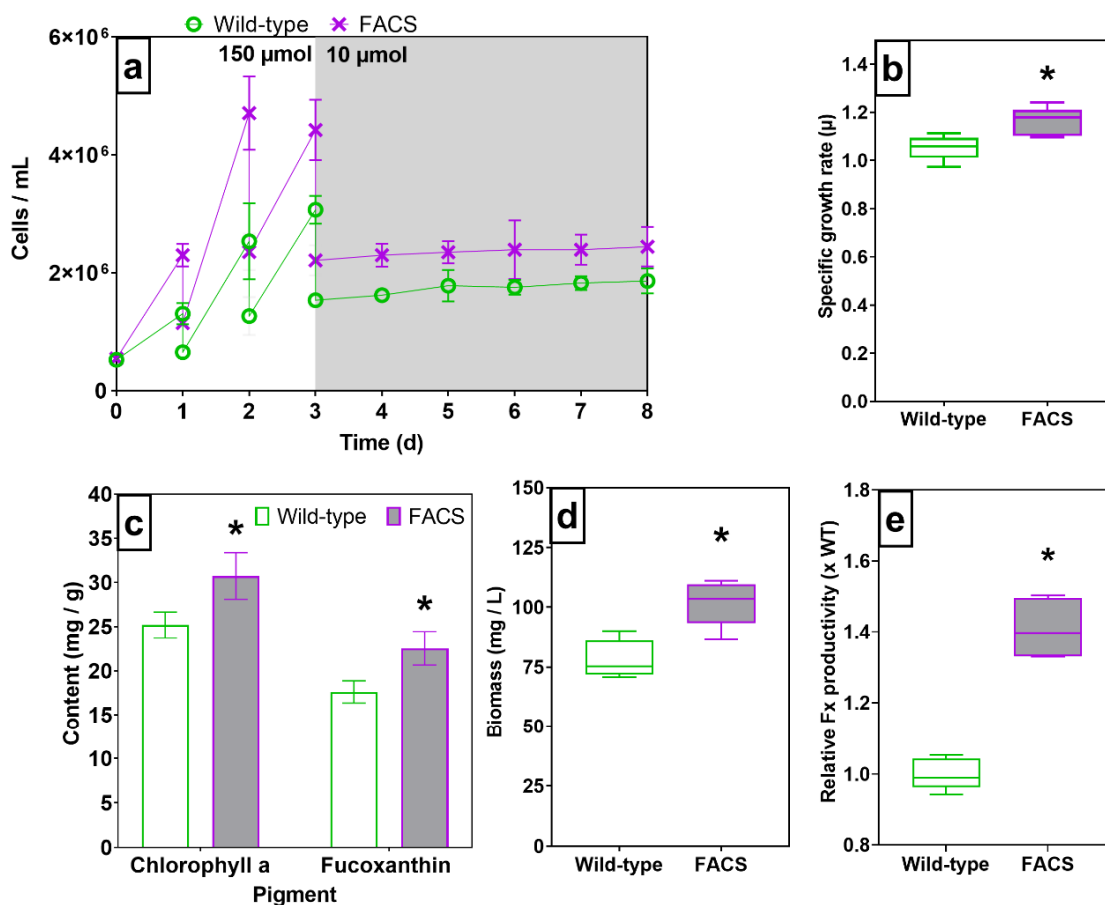 Wild-type FACS
a
150 µmol 10 µmol
6×10⁶
4×10⁶
2×10⁶
0
Cells / mL
0 1 2 3 4 5 6 7 8
Time (d)
b
*
1.4
1.2
1.0
0.8
0.6
0.4
0.2
0.0
Specific growth rate (µ)
Wild-type FACS
c
Wild-type FACS
* *
40
35
30
25
20
15
10
5
0
Content (mg / g)
Chlorophyll a Fucoxanthin
Pigment
d
*
150
125
100
75
50
25
0
Biomass (mg / L)
Wild-type FACS
e
*
1.8
1.6
1.4
1.2
1.0
0.8
Relative Fx productivity (x WT)
Wild-type FACS